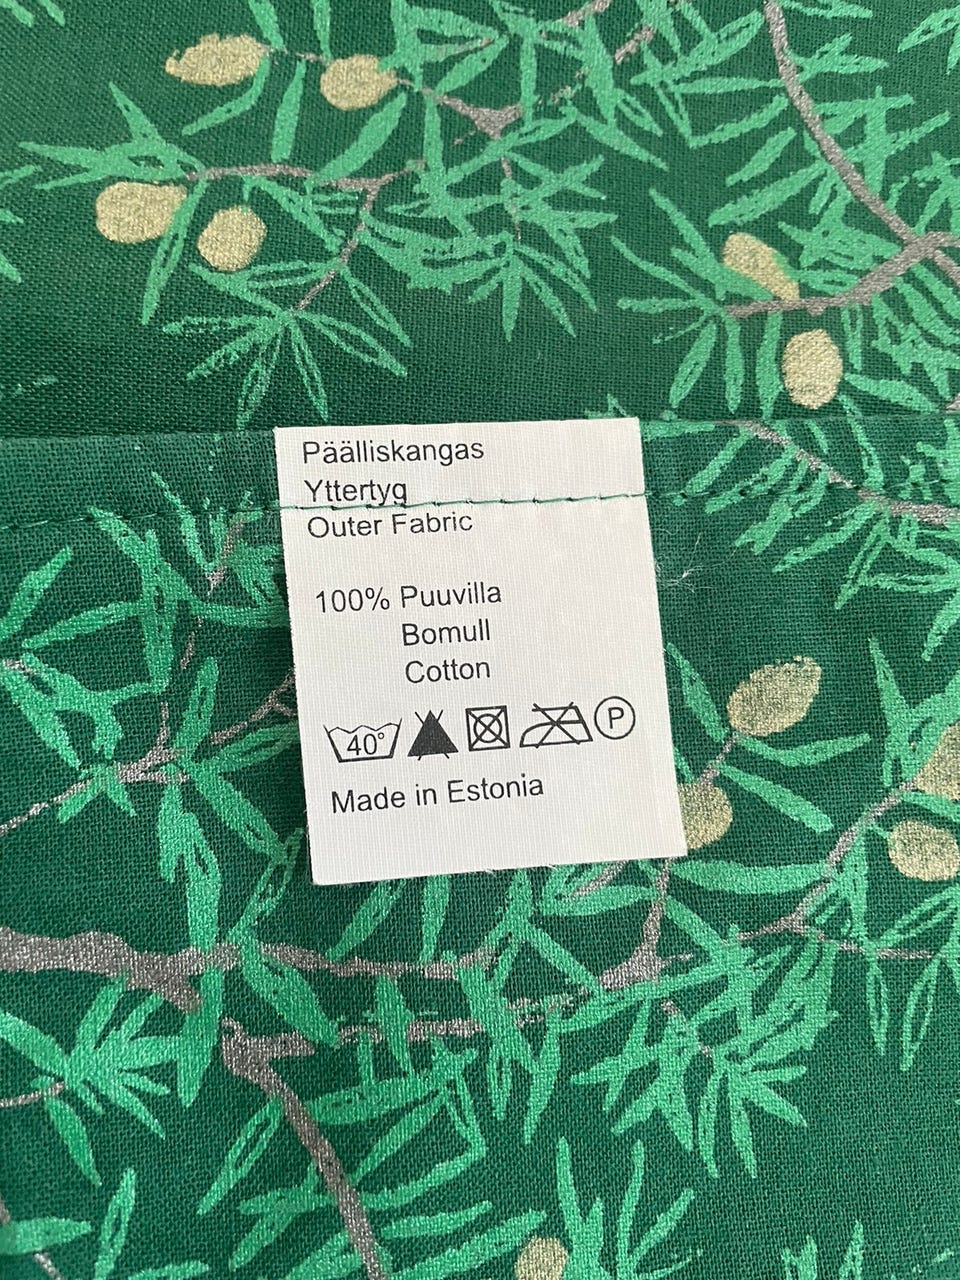 Päälliskangas
Yttertyg
Outer Fabric
100% Puuvilla
Bomull
Cotton
40°
P
Made in Estonia